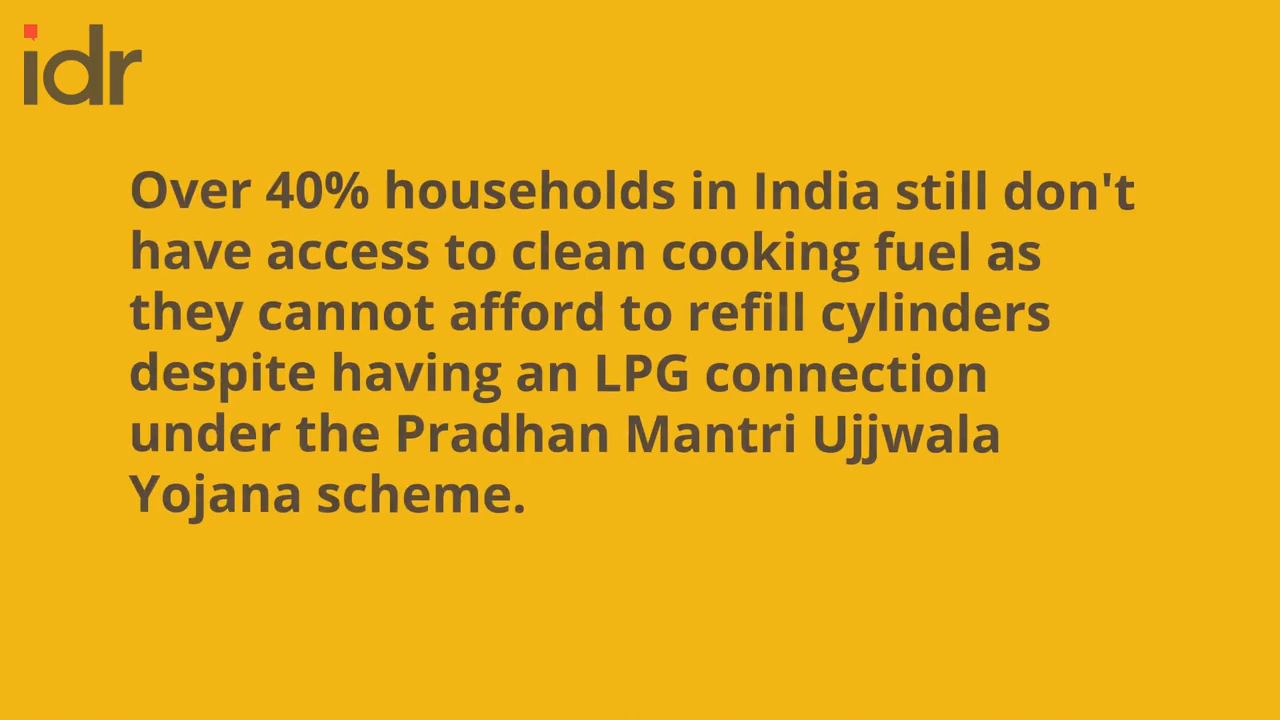 idr
Over 40% households in India still don't
have access to clean cooking fuel as
they cannot afford to refill cylinders
despite having an LPG connection
under the Pradhan Mantri Ujjwala
Yojana scheme.